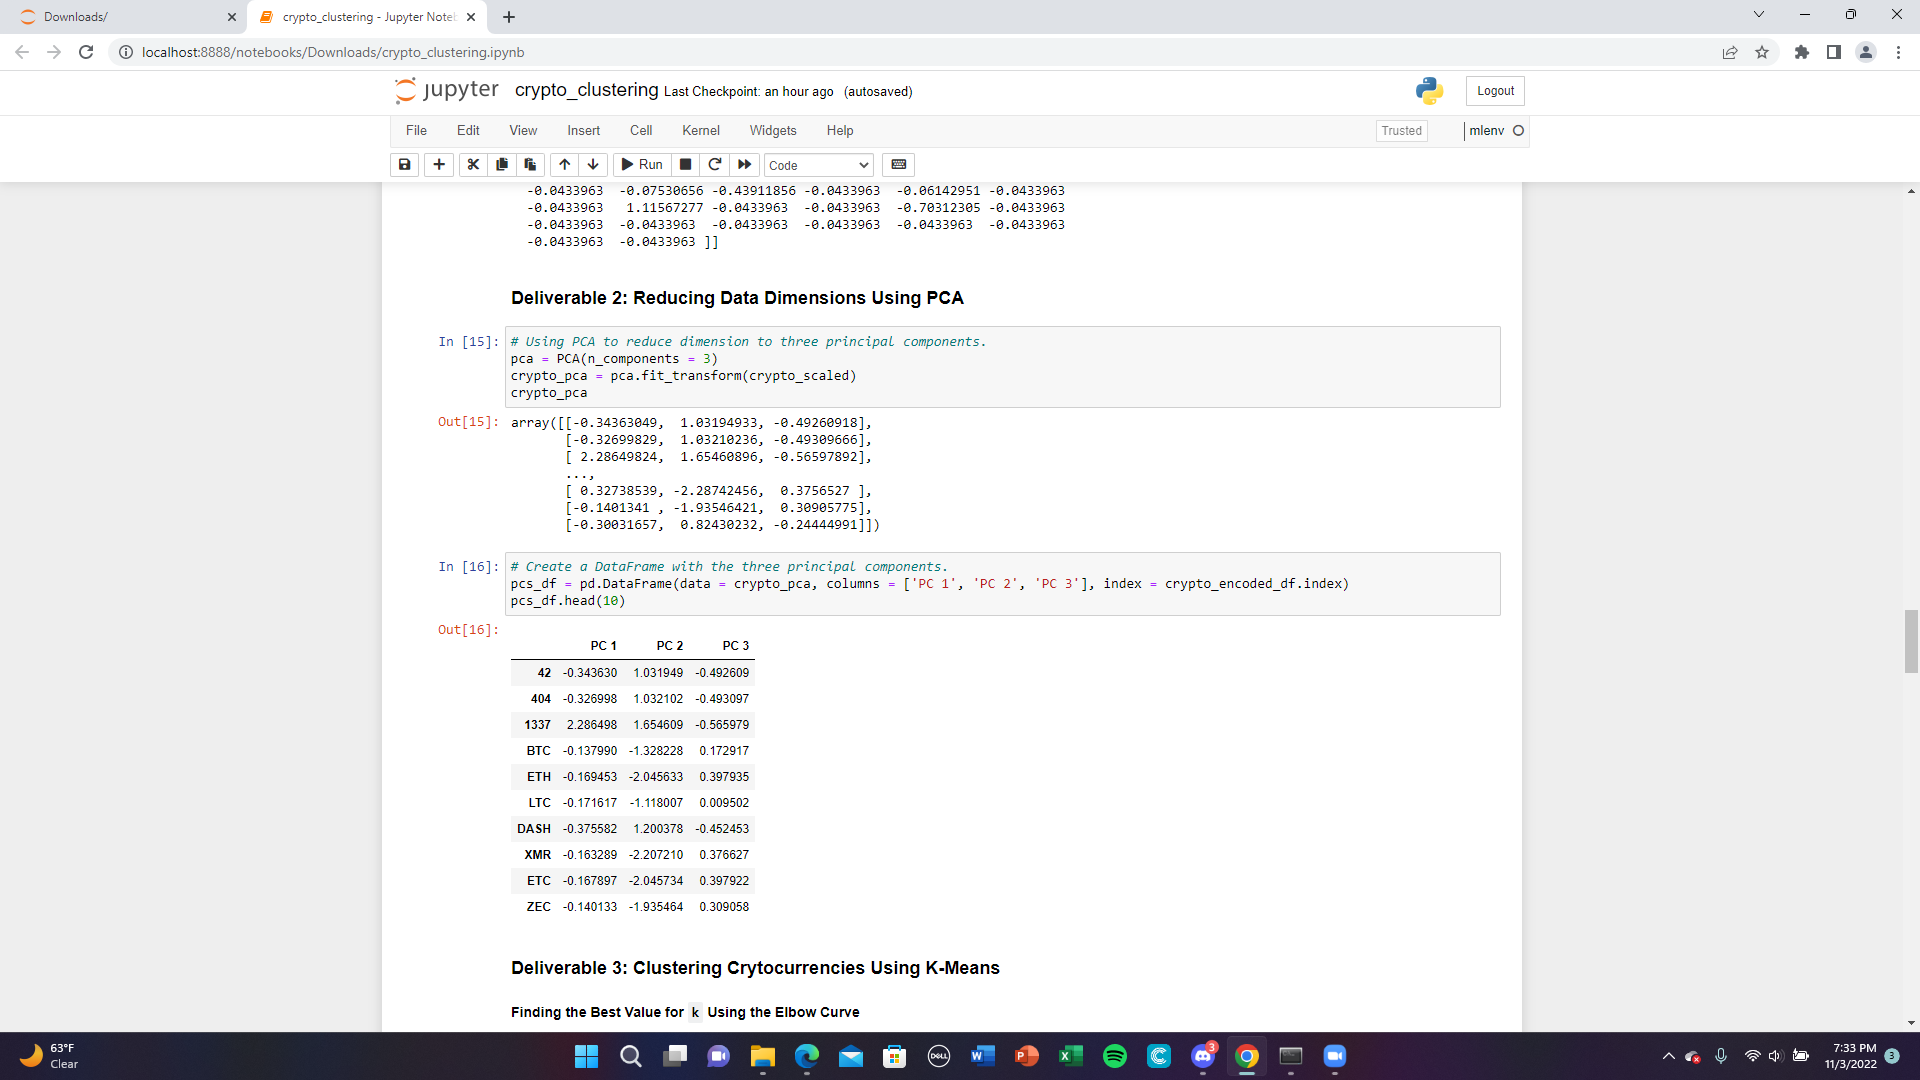 Downloads/
crypto_clustering - Jupyter Noteb
localhost:8888/notebooks/Downloads/crypto_clustering.ipynb
jupyter crypto_clustering Last Checkpoint: an hour ago (autosaved)
Logout
File Edit View Insert Cell Kernel Widgets Help
Trusted
mlenv
Run
Code
-0.0433963 -0.07530656 -0.43911856 -0.0433963 -0.06142951 -0.0433963
-0.0433963 1.11567277 -0.0433963 -0.0433963 -0.70312305 -0.0433963
-0.0433963 -0.0433963 -0.0433963 -0.0433963 -0.0433963 -0.0433963
-0.0433963 -0.0433963 ]]
Deliverable 2: Reducing Data Dimensions Using PCA
In [15]: # Using PCA to reduce dimension to three principal components.
pca = PCA(n_components = 3)
crypto_pca = pca.fit_transform(crypto_scaled)
crypto_pca
Out[15]: array([[-0.34363049, 1.03194933, -0.49260918],
[-0.32699829, 1.03210236, -0.49309666],
[ 2.28649824, 1.65460896, -0.56597892],
...,
[ 0.32738539, -2.28742456, 0.3756527 ],
[-0.1401341 , -1.93546421, 0.30905775],
[-0.30031657, 0.82430232, -0.24444991]])
In [16]: # Create a DataFrame with the three principal components.
pcs_df = pd.DataFrame(data = crypto_pca, columns = ['PC 1', 'PC 2', 'PC 3'], index = crypto_encoded_df.index)
pcs_df.head(10)
Out[16]:
PC 1 PC 2 PC 3
42 -0.343630 1.031949 -0.492609
404 -0.326998 1.032102 -0.493097
1337 2.286498 1.654609 -0.565979
BTC -0.137990 -1.328228 0.172917
ETH -0.169453 -2.045633 0.397935
LTC -0.171617 -1.118007 0.009502
DASH -0.375582 1.200378 -0.452453
XMR -0.163289 -2.207210 0.376627
ETC -0.167897 -2.045734 0.397922
ZEC -0.140133 -1.935464 0.309058
Deliverable 3: Clustering Crytocurrencies Using K-Means
Finding the Best Value for k Using the Elbow Curve
63°F
Clear
DELL
3
7:33 PM
11/3/2022
3